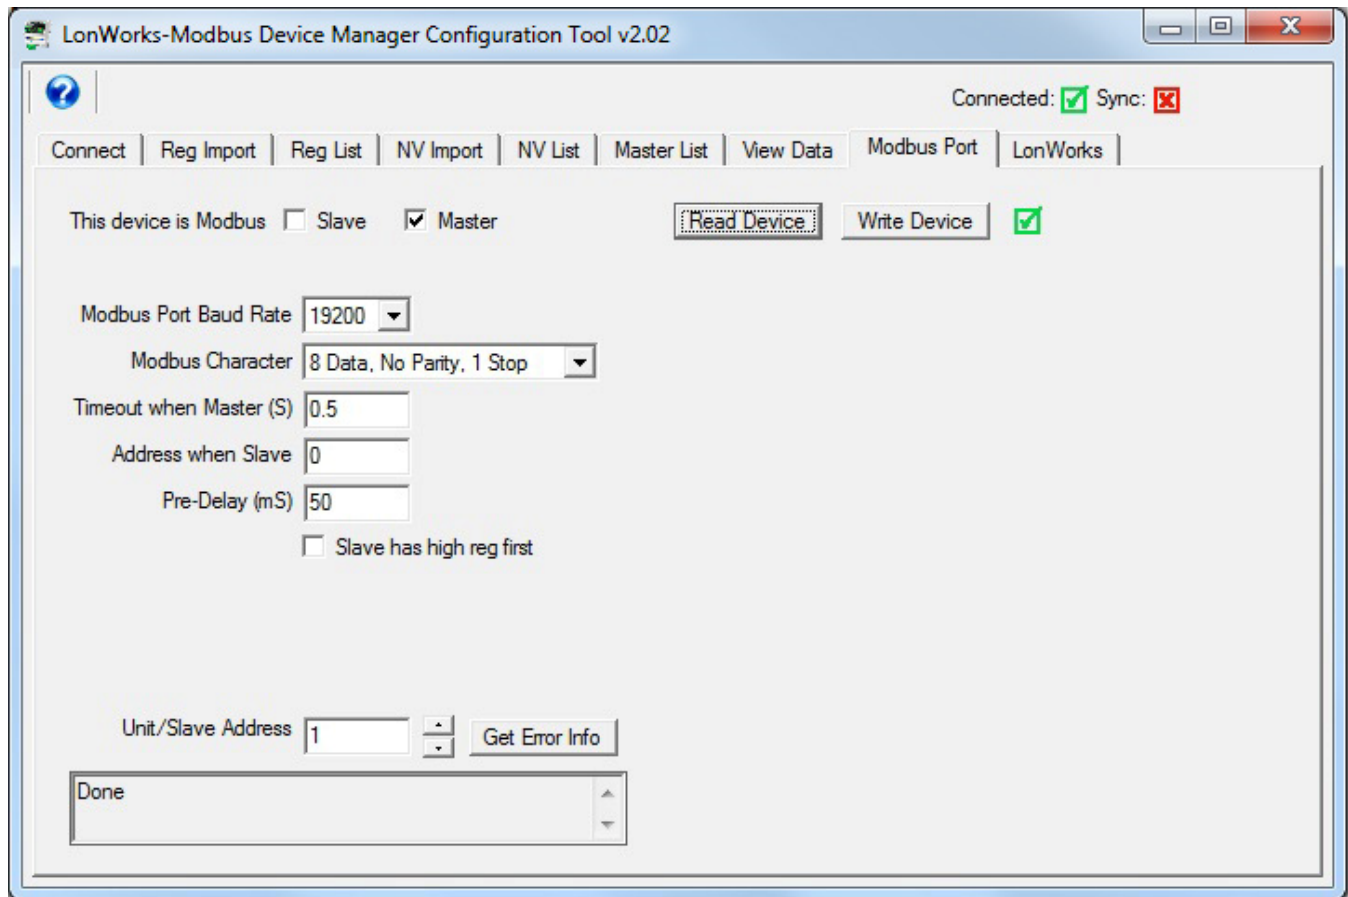 LonWorks-Modbus Device Manager Configuration Tool v2.02
Connected: Sync:
Connect Reg Import Reg List NV Import NV List Master List View Data Modbus Port LonWorks
This device is Modbus Slave Master Read Device Write Device
Modbus Port Baud Rate 19200
Modbus Character 8 Data, No Parity, 1 Stop
Timeout when Master (S) 0.5
Address when Slave 0
Pre-Delay (mS) 50
Slave has high reg first
Unit/Slave Address 1 Get Error Info
Done